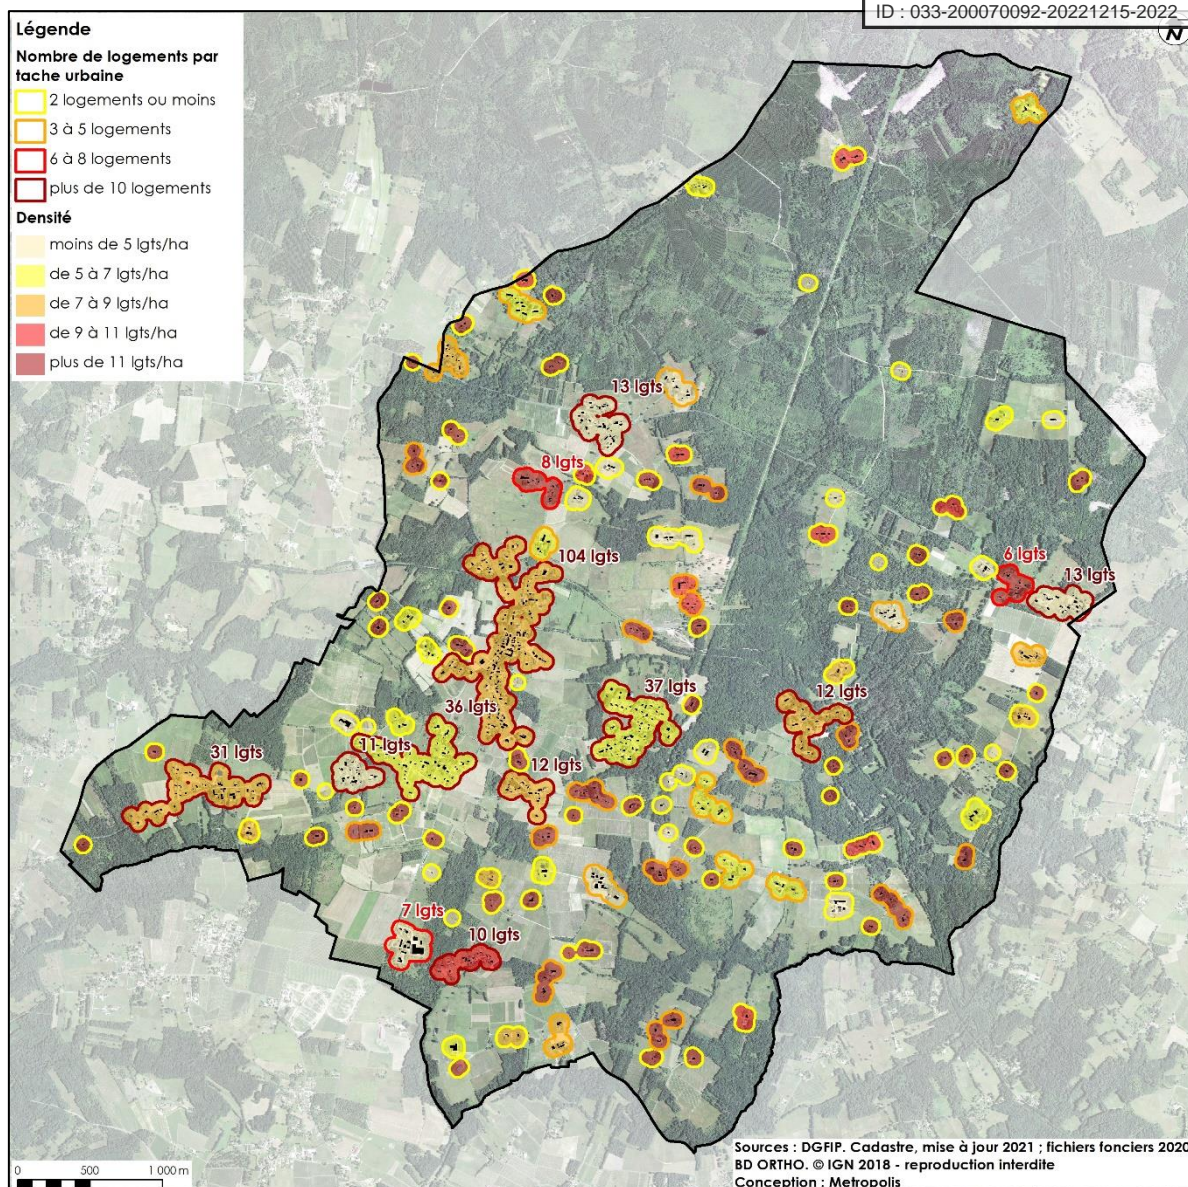 ID : 033-200070092-20221215-2022_
N
Légende
Nombre de logements par
tache urbaine
2 logements ou moins
3 à 5 logements
6 à 8 logements
plus de 10 logements
Densité
moins de 5 lgts/ha
de 5 à 7 lgts/ha
de 7 à 9 lgts/ha
de 9 à 11 lgts/ha
plus de 11 lgts/ha
13 lgts
8 lgts
104 lgts
6 lgts
13 lgts
37 lgts
12 lgts
36 lgts
11 lgts
31 lgts
12 lgts
7 lgts
10 lgts
Sources : DGFIP. Cadastre, mise à jour 2021 ; fichiers fonciers 2020
BD ORTHO. © IGN 2018 - reproduction interdite
Conception : Metropolis
0 500 1 000 m